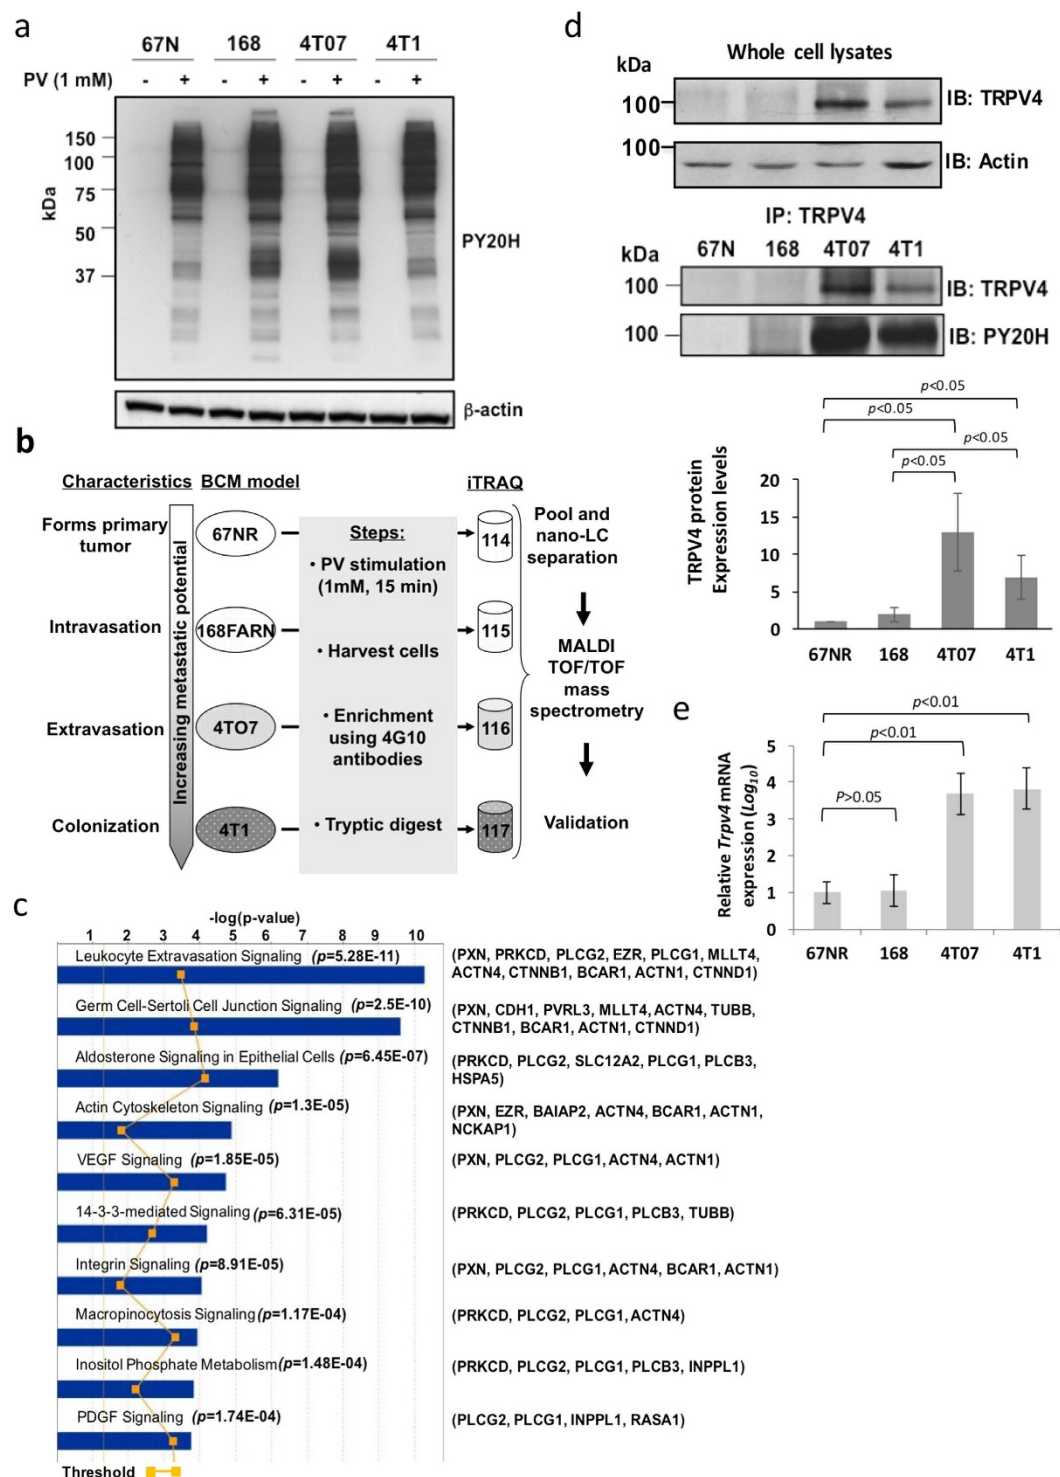 a
67N 168 4T07 4T1
PV (1 mM) - + - + - + - +
kDa
150
100
75
50
37
PY20H
β-actin
b
Characteristics BCM model iTRAQ
Forms primary
tumor
Intravasation
Extravasation
Colonization
Increasing metastatic potential
67NR
168FARN
4TO7
4T1
Steps:
• PV stimulation
(1mM, 15 min)
• Harvest cells
• Enrichment
using 4G10
antibodies
• Tryptic digest
114
115
116
117
Pool and
nano-LC
separation
MALDI
TOF/TOF
mass
spectrometry
Validation
c
-log(p-value)
1 2 3 4 5 6 7 8 9 10
Leukocyte Extravasation Signaling (p=5.28E-11)
(PXN, PRKCD, PLCG2, EZR, PLCG1, MLLT4,
ACTN4, CTNNB1, BCAR1, ACTN1, CTNND1)
Germ Cell-Sertoli Cell Junction Signaling (p=2.5E-10)
(PXN, CDH1, PVRL3, MLLT4, ACTN4, TUBB,
CTNNB1, BCAR1, ACTN1, CTNND1)
Aldosterone Signaling in Epithelial Cells (p=6.45E-07)
(PRKCD, PLCG2, SLC12A2, PLCG1, PLCB3,
HSPA5)
Actin Cytoskeleton Signaling (p=1.3E-05)
(PXN, EZR, BAIAP2, ACTN4, BCAR1, ACTN1,
NCKAP1)
VEGF Signaling (p=1.85E-05)
(PXN, PLCG2, PLCG1, ACTN4, ACTN1)
14-3-3-mediated Signaling (p=6.31E-05)
(PRKCD, PLCG2, PLCG1, PLCB3, TUBB)
Integrin Signaling (p=8.91E-05)
(PXN, PLCG2, PLCG1, ACTN4, BCAR1, ACTN1)
Macropinocytosis Signaling (p=1.17E-04)
(PRKCD, PLCG2, PLCG1, ACTN4)
Inositol Phosphate Metabolism (p=1.48E-04)
(PRKCD, PLCG2, PLCG1, PLCB3, INPPL1)
PDGF Signaling (p=1.74E-04)
(PLCG2, PLCG1, INPPL1, RASA1)
Threshold
d
Whole cell lysates
kDa
100
IB: TRPV4
100
IB: Actin
IP: TRPV4
kDa 67N 168 4T07 4T1
100
IB: TRPV4
100
IB: PY20H
p<0.05
p<0.05
p<0.05
p<0.05
TRPV4 protein
Expression levels
20
15
10
5
0
67NR 168 4T07 4T1
e
p<0.01
p<0.01
P>0.05
Relative Trpv4 mRNA
expression (Log10)
5
4
3
2
1
0
67NR 168 4T07 4T1